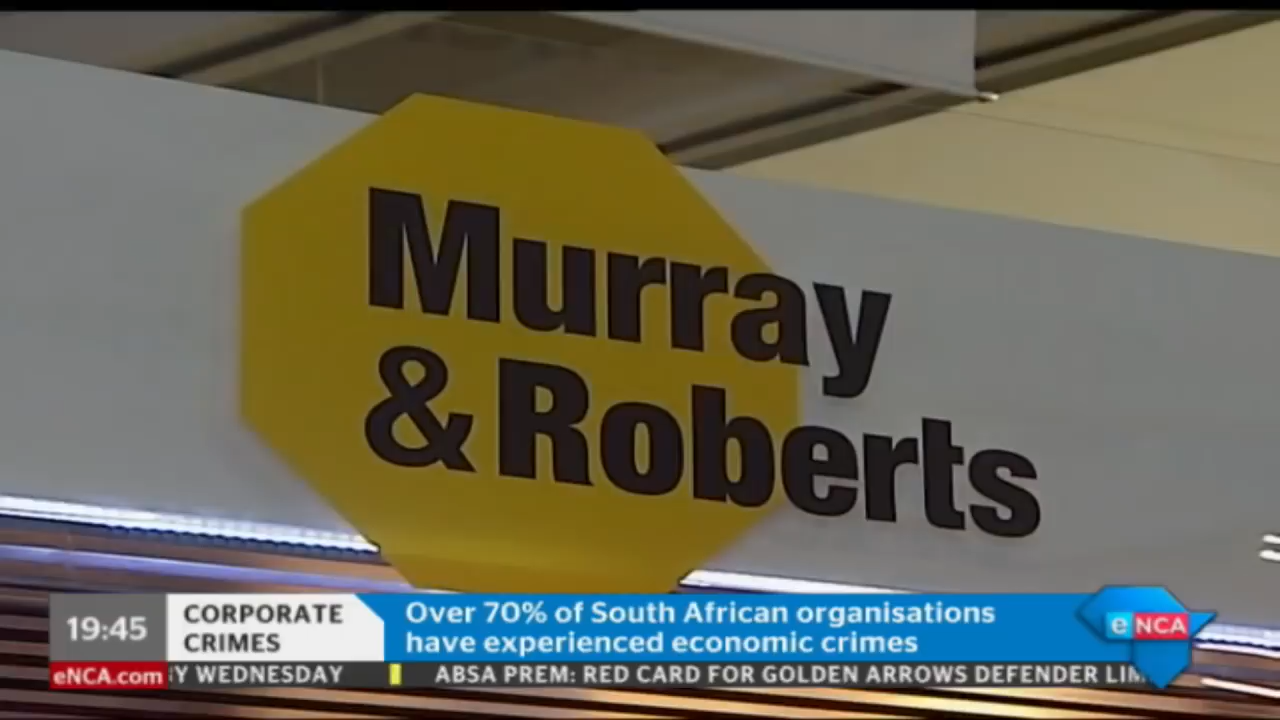 Murray
& Roberts
19:45
CORPORATE
CRIMES
Over 70% of South African organisations
have experienced economic crimes
eNCA
eNCA.com
Y WEDNESDAY
ABSA PREM: RED CARD FOR GOLDEN ARROWS DEFENDER